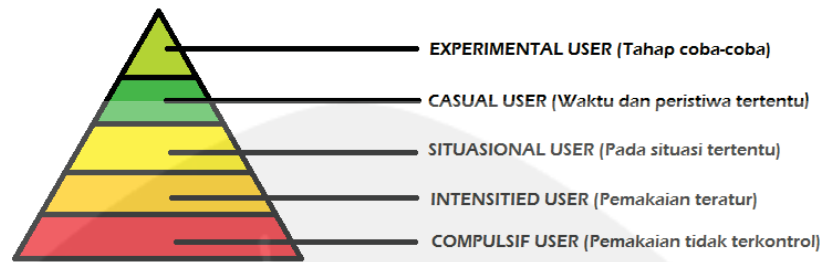 EXPERIMENTAL USER (Tahap coba-coba)
CASUAL USER (Waktu dan peristiwa tertentu)
SITUASIONAL USER (Pada situasi tertentu)
INTENSITIED USER (Pemakaian teratur)
COMPULSIF USER (Pemakaian tidak terkontrol)